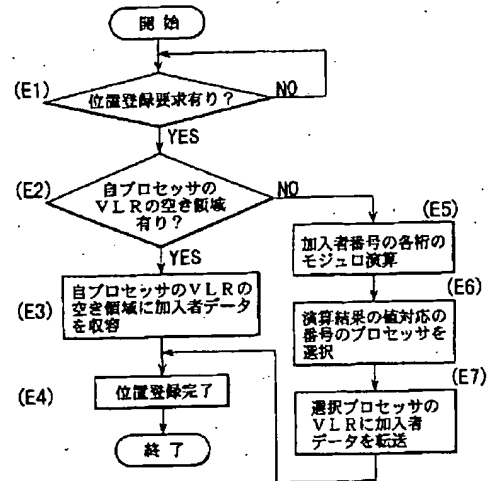 開始
(E1)
位置登録要求有り？
NO
YES
(E2)
自プロセッサの
ＶＬＲの空き領域
有り？
NO
YES
(E3)
自プロセッサのＶＬＲの
空き領域に加入者データ
を収容
(E4)
位置登録完了
終了
(E5)
加入者番号の各桁の
モジュロ演算
(E6)
演算結果の値対応の
番号のプロセッサを
選択
(E7)
選択プロセッサの
ＶＬＲに加入者
データを転送